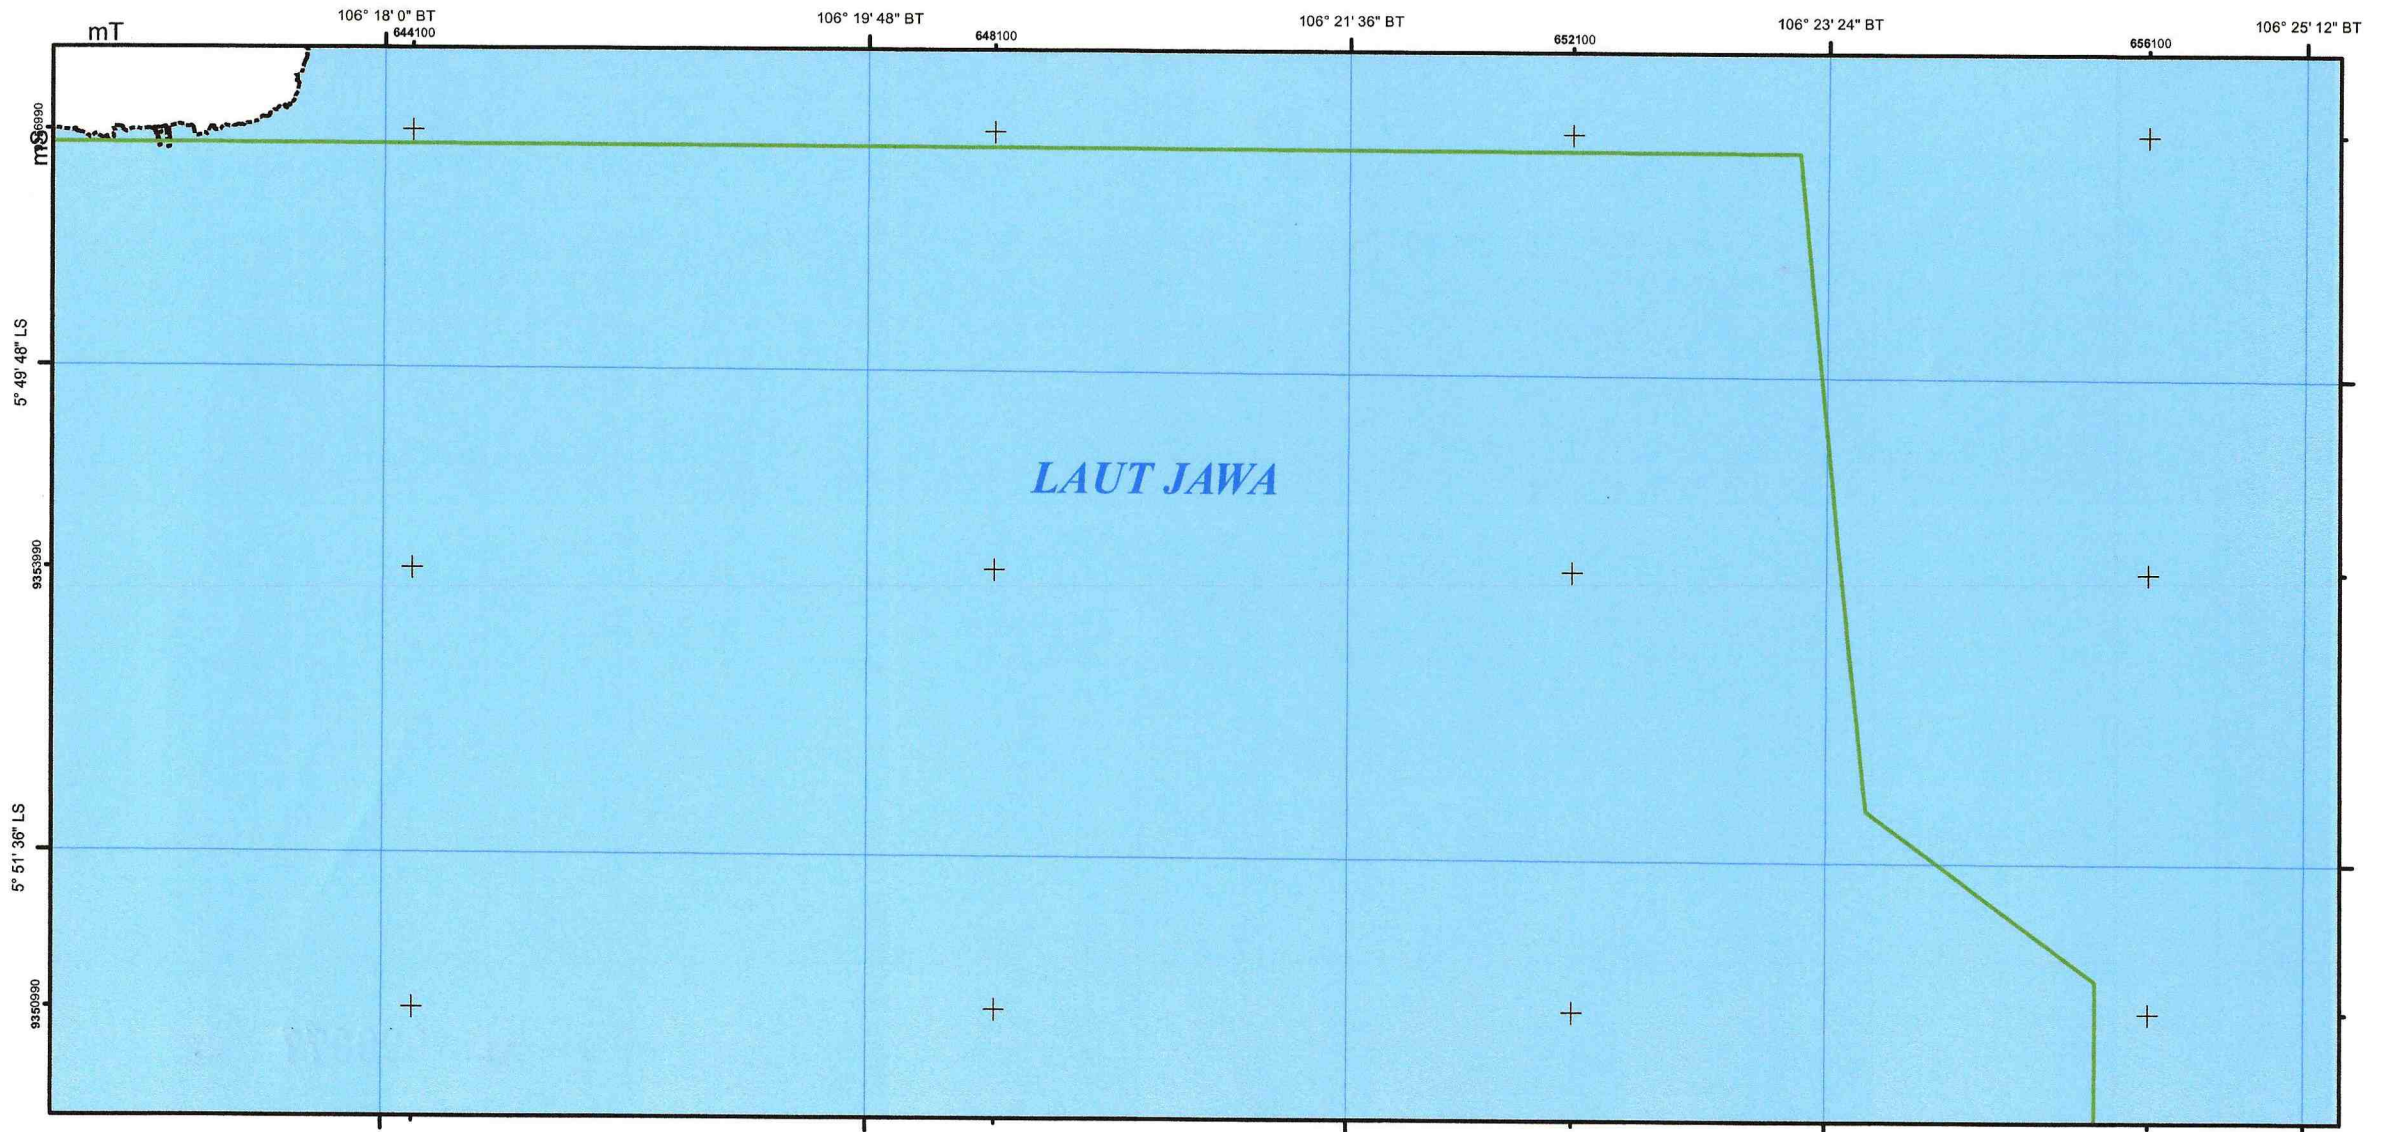 mT
106° 18' 0" BT
106° 19' 48" BT
106° 21' 36" BT
106° 23' 24" BT
106° 25' 12" BT
644100
648100
652100
656100
mS
5° 49' 48" LS
LAUT JAWA
9353990
5° 51' 36" LS
9350990